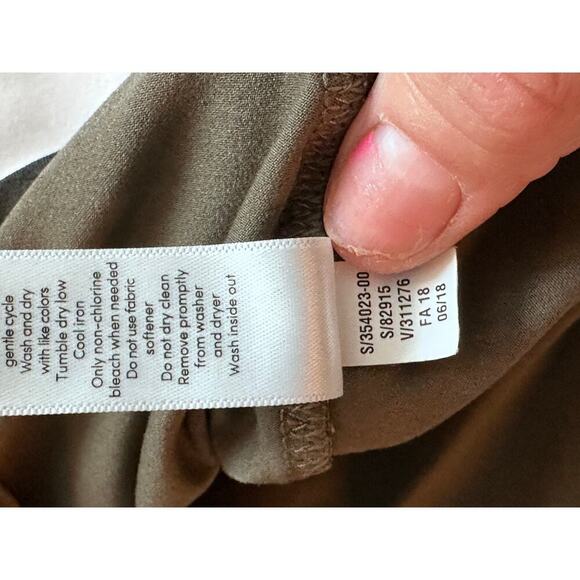 gentle cycle
Wash and dry
with like colors
Tumble dry low
Cool iron
Only non-chlorine
bleach when needed
Do not use fabric
softener
Do not dry clean
Remove promptly
from washer
and dryer
Wash inside out
S/354023-00
S/82915
V/311276
FA 18
06/18